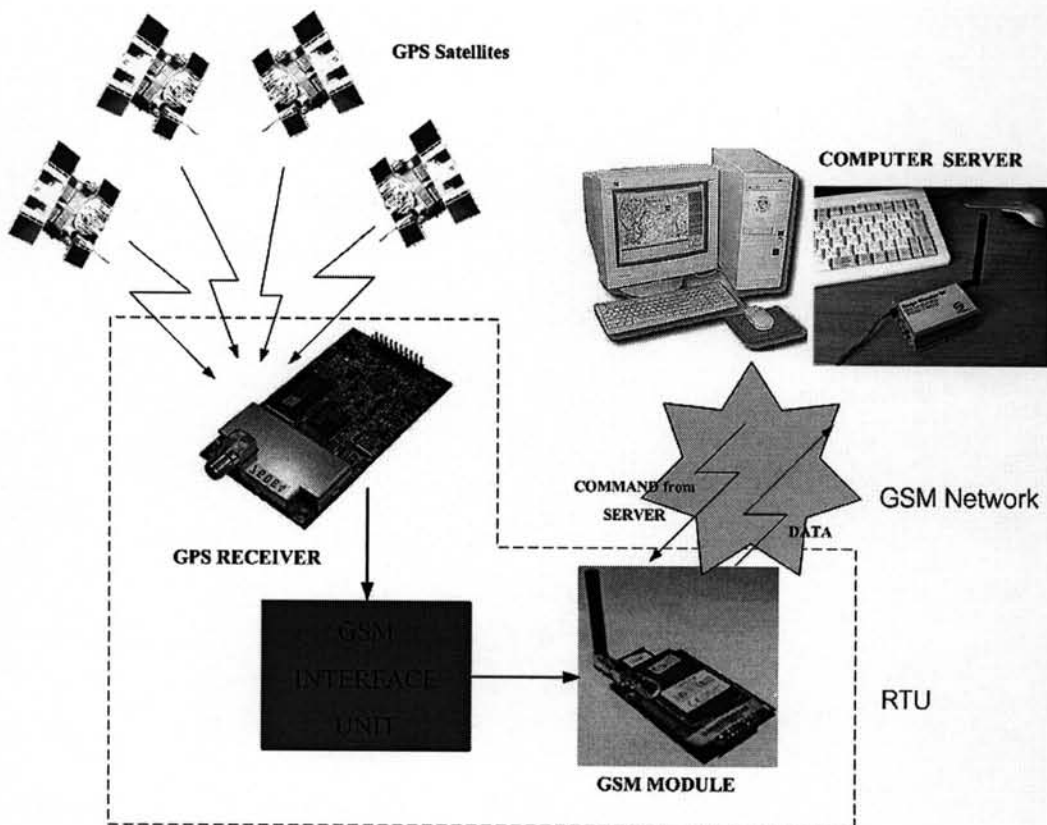 GPS Satellites
COMPUTER SERVER
COMMAND from
SERVER
DATA
GSM Network
GPS RECEIVER
GSM
INTERFACE
UNIT
RTU
GSM MODULE